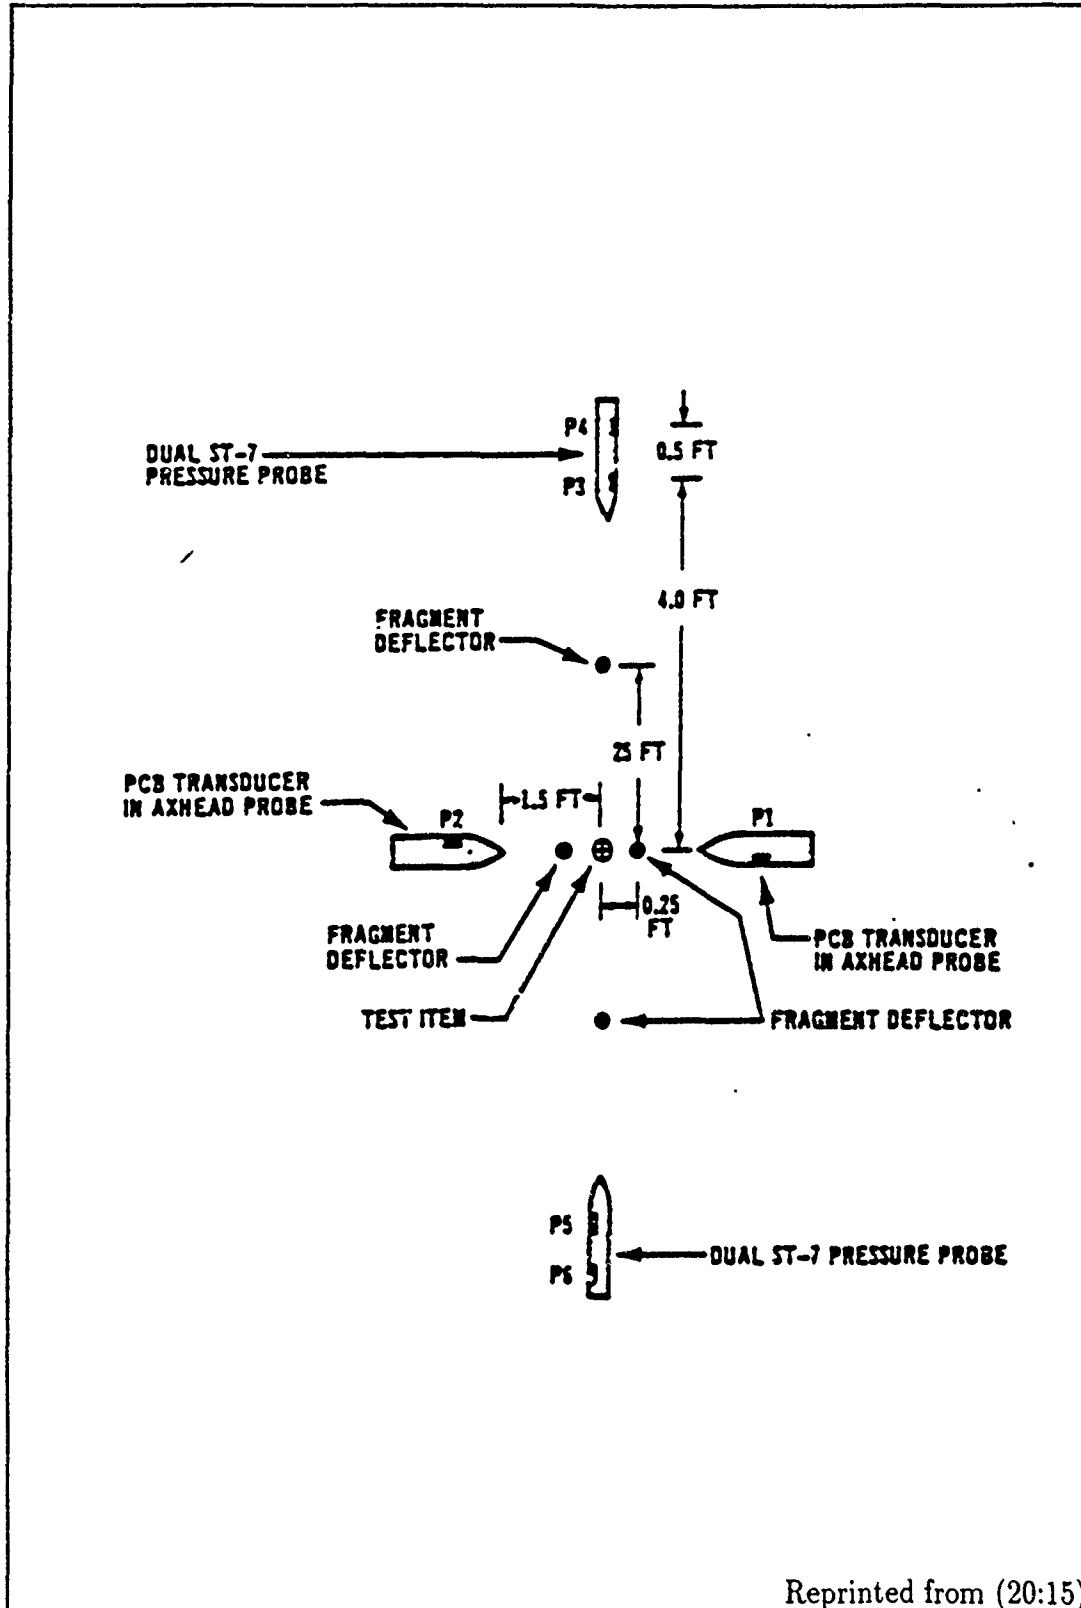 P4
0.5 FT
DUAL ST-7
PRESSURE PROBE
P3
4.0 FT
FRAGMENT
DEFLECTOR
25 FT
PCB TRANSDUCER
IN AXHEAD PROBE
1.5 FT
P2
P1
0.25
FT
FRAGMENT
DEFLECTOR
PCB TRANSDUCER
IN AXHEAD PROBE
TEST ITEM
FRAGMENT DEFLECTOR
P5
DUAL ST-7 PRESSURE PROBE
P6
Reprinted from (20:15)